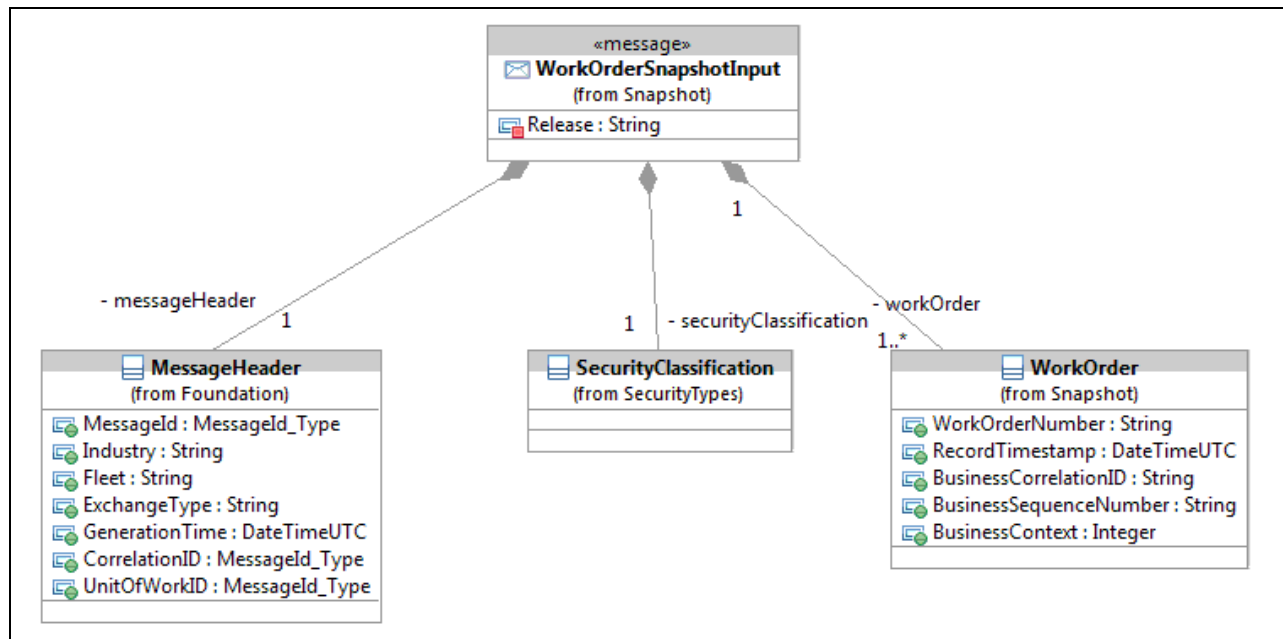 «message»
WorkOrderSnapshotInput
(from Snapshot)
Release : String
1
- messageHeader
1
1
- securityClassification
- workOrder
1..*
MessageHeader
(from Foundation)
MessageId : MessageId_Type
Industry : String
Fleet : String
ExchangeType : String
GenerationTime : DateTimeUTC
CorrelationID : MessageId_Type
UnitOfWorkID : MessageId_Type
SecurityClassification
(from SecurityTypes)
WorkOrder
(from Snapshot)
WorkOrderNumber : String
RecordTimestamp : DateTimeUTC
BusinessCorrelationID : String
BusinessSequenceNumber : String
BusinessContext : Integer